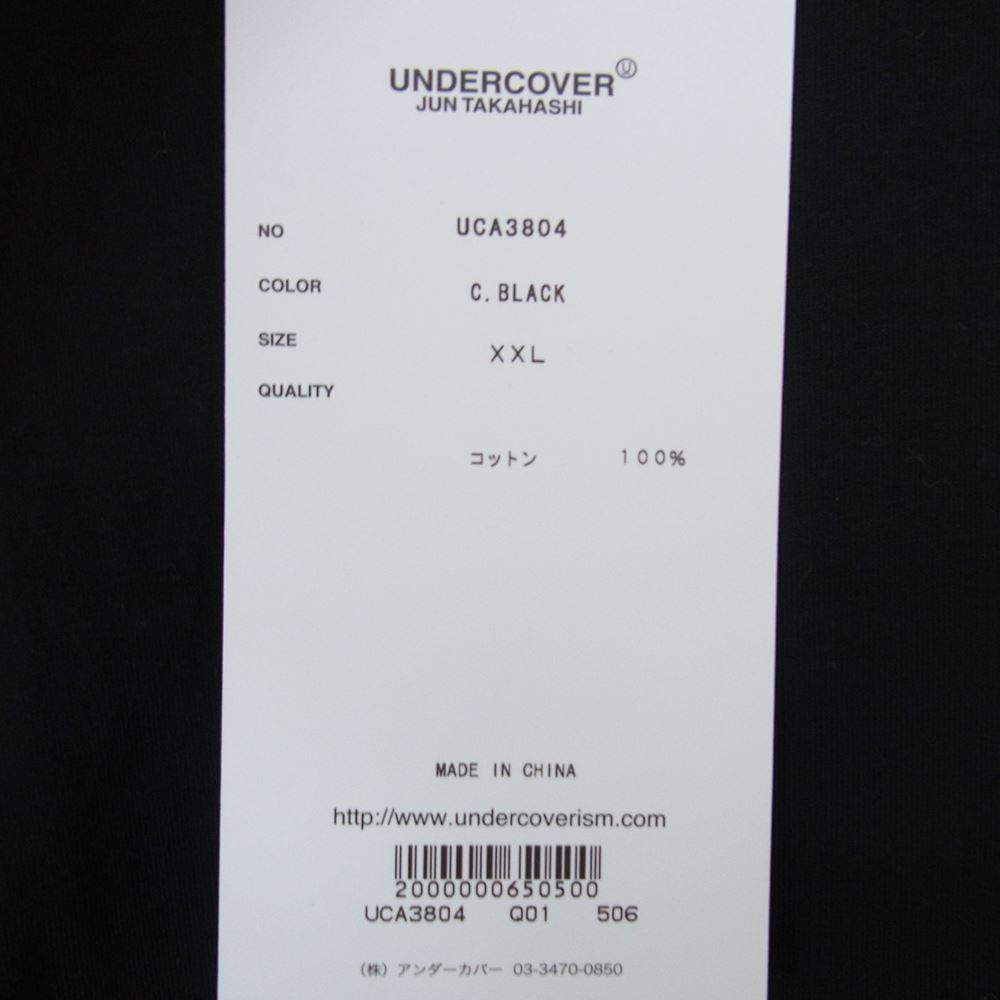 UNDERCOVER Ⓤ
JUN TAKAHASHI
NO UCA3804
COLOR C.BLACK
SIZE XXL
QUALITY
コットン 100%
MADE IN CHINA
http://www.undercoverism.com
2000000650500
UCA3804 Q01 506
(株) アンダーカバー 03-3470-0850